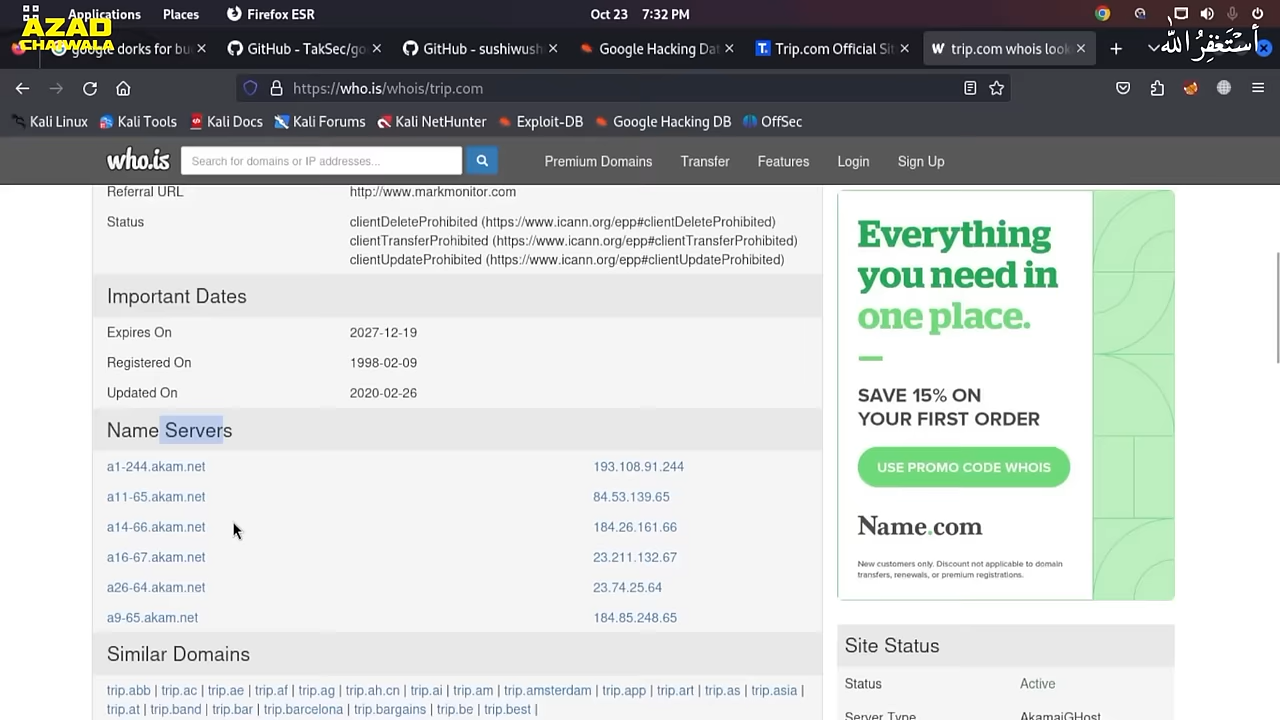 Applications Places Firefox ESR Oct 23 7:32 PM
AZAD
CHAIWALA
google dorks for bu
GitHub - TakSec/go
GitHub - sushiwush
Google Hacking Dat
Trip.com Official Sit
trip.com whois look
أستغفر الله
https://who.is/whois/trip.com
Kali Linux Kali Tools Kali Docs Kali Forums Kali NetHunter Exploit-DB Google Hacking DB OffSec
who.is Search for domains or IP addresses... Premium Domains Transfer Features Login Sign Up
Referral URL http://www.markmonitor.com
Status clientDeleteProhibited (https://www.icann.org/epp#clientDeleteProhibited)
clientTransferProhibited (https://www.icann.org/epp#clientTransferProhibited)
clientUpdateProhibited (https://www.icann.org/epp#clientUpdateProhibited)
Important Dates
Expires On 2027-12-19
Registered On 1998-02-09
Updated On 2020-02-26
Name Servers
a1-244.akam.net 193.108.91.244
a11-65.akam.net 84.53.139.65
a14-66.akam.net 184.26.161.66
a16-67.akam.net 23.211.132.67
a26-64.akam.net 23.74.25.64
a9-65.akam.net 184.85.248.65
Similar Domains
trip.abb | trip.ac | trip.ae | trip.af | trip.ag | trip.ah.cn | trip.ai | trip.am | trip.amsterdam | trip.app | trip.art | trip.as | trip.asia |
trip.at | trip.band | trip.bar | trip.barcelona | trip.bargains | trip.be | trip.best |
Everything
you need in
one place.
SAVE 15% ON
YOUR FIRST ORDER
USE PROMO CODE WHOIS
Name.com
New customers only. Discount not applicable to domain
transfers, renewals, or premium registrations.
Site Status
Status Active
Server Type AkamaiGHost